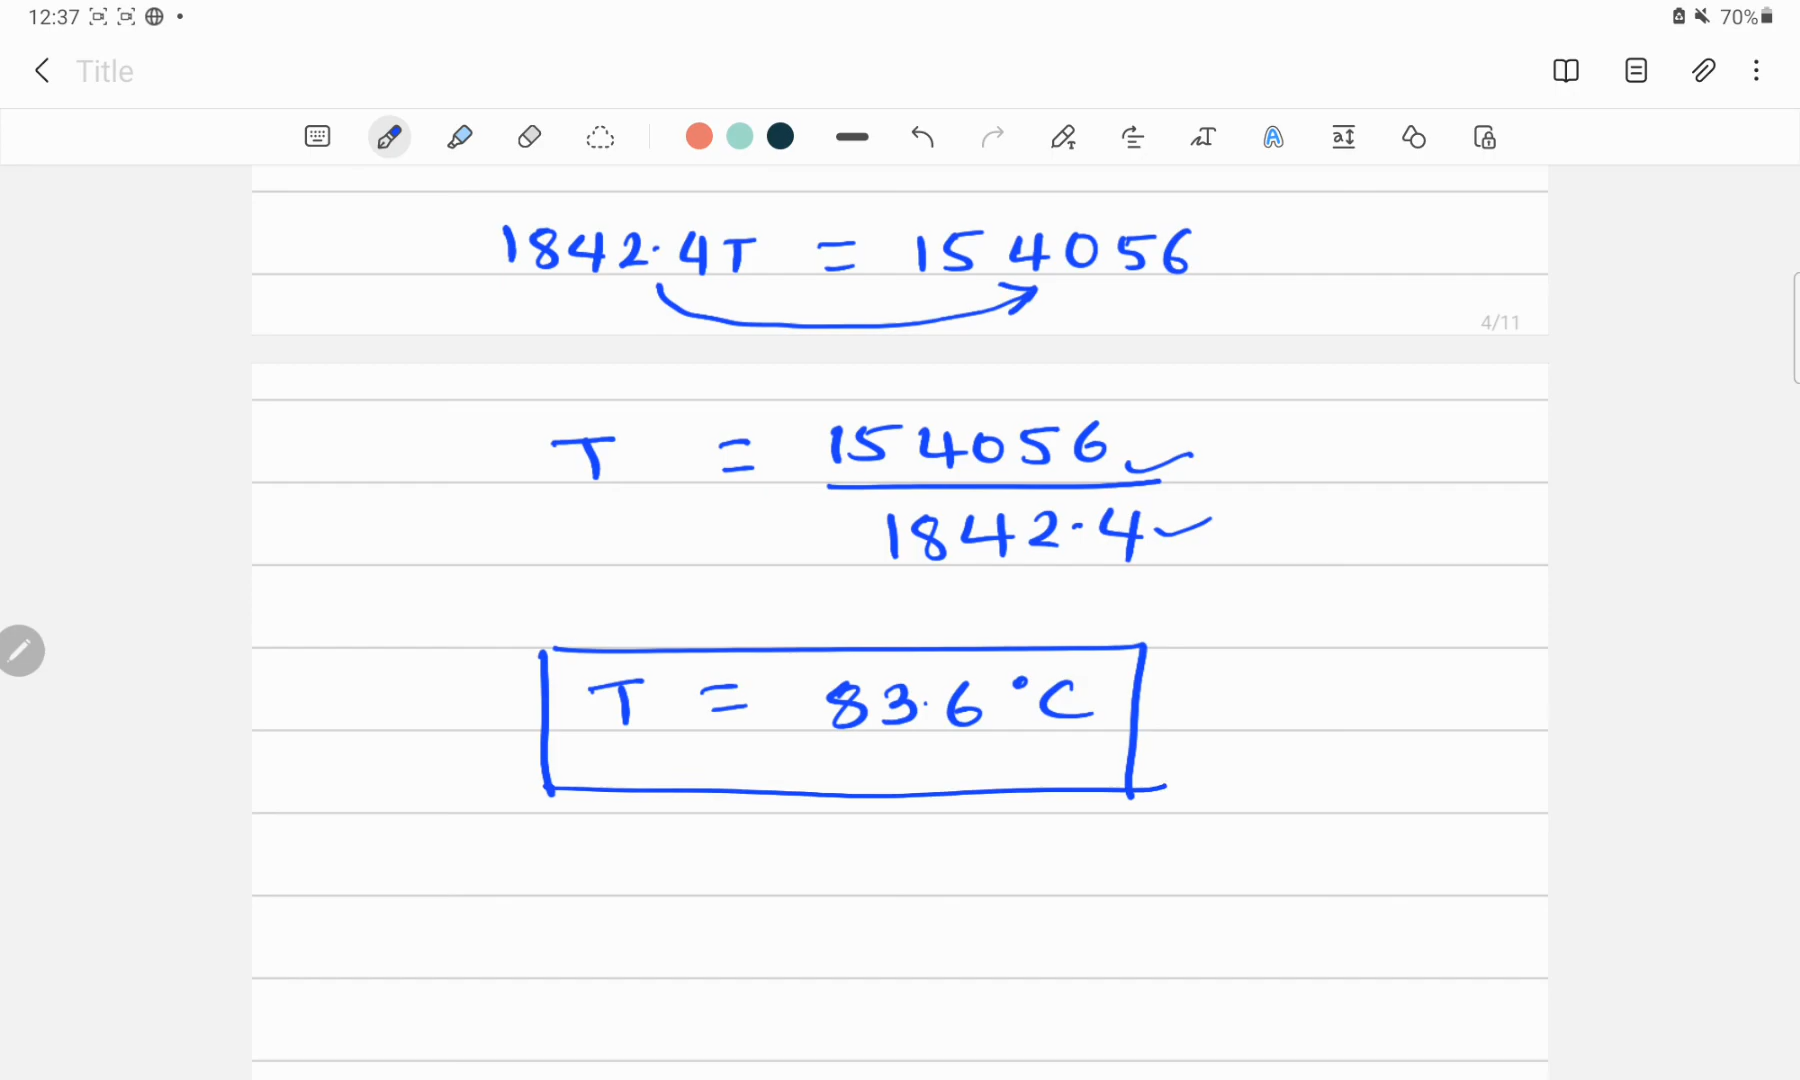 12:37
70%
Title
1842.4T = 154056
4/11
T = 154056
1842.4
T = 83.6 °C